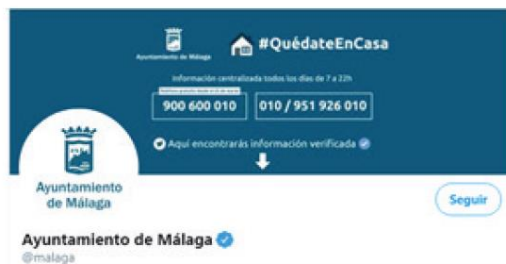 Ayuntamiento de Málaga
#QuédateEnCasa
Información centralizada todos los días de 7 a 22h
900 600 010
010 / 951 926 010
Aquí encontrarás información verificada
Ayuntamiento
de Málaga
Seguir
Ayuntamiento de Málaga
@malaga